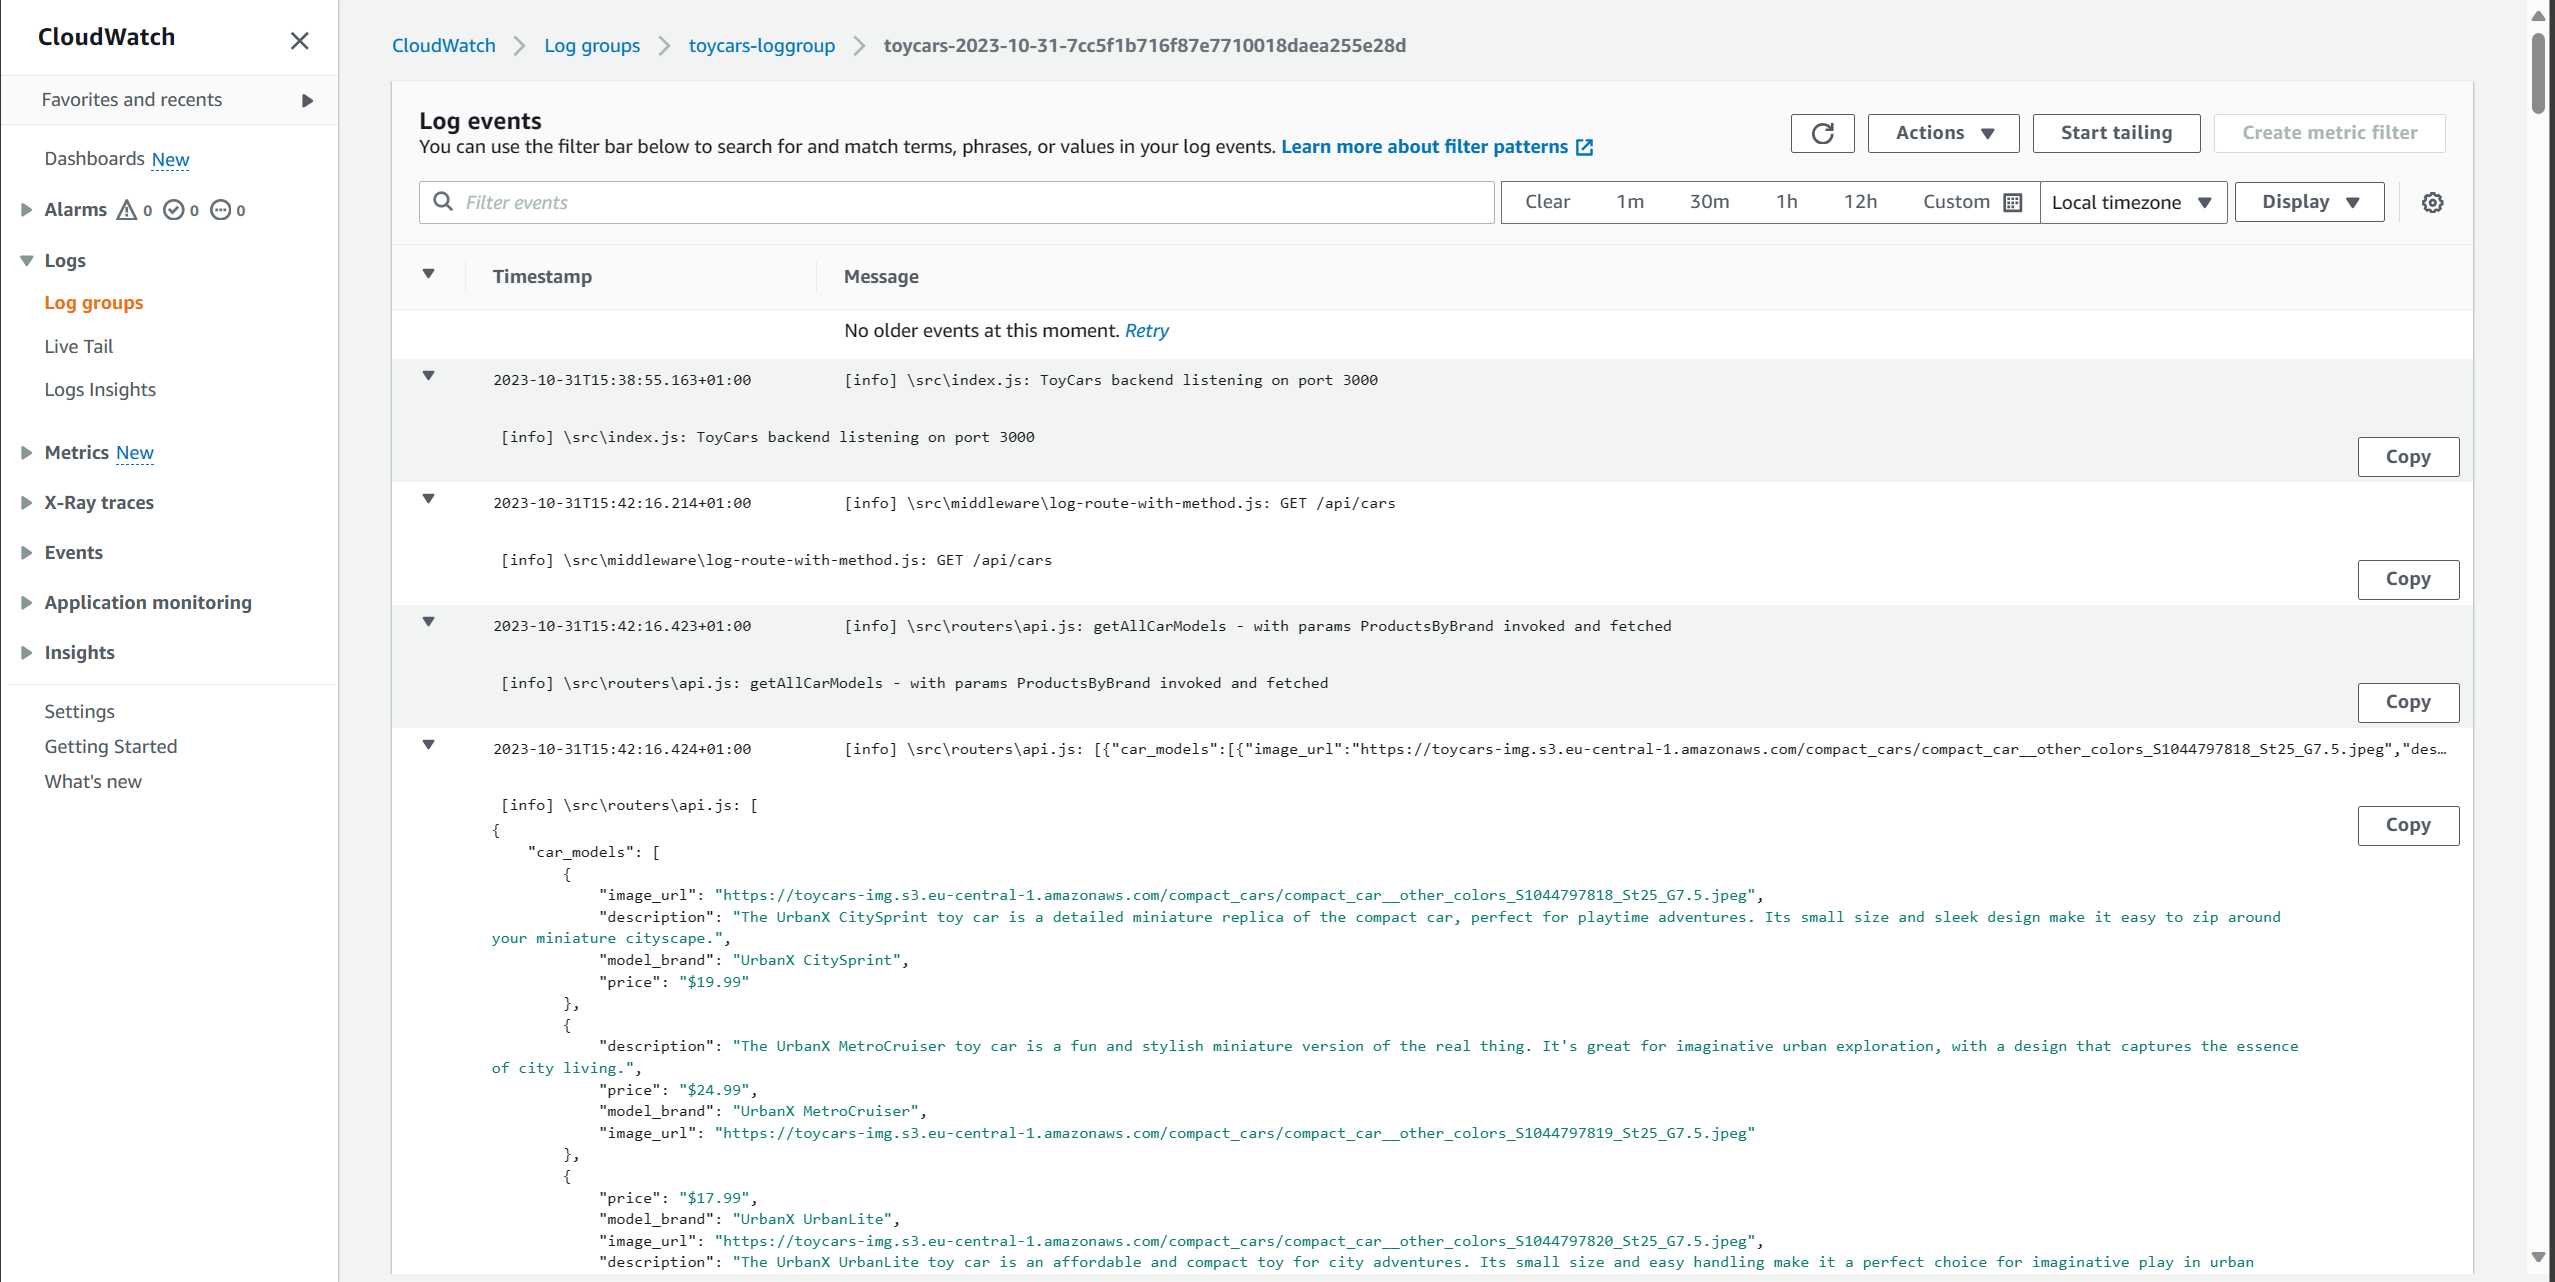 CloudWatch
Favorites and recents
Dashboards New
Alarms 0 0 0
Logs
Log groups
Live Tail
Logs Insights
Metrics New
X-Ray traces
Events
Application monitoring
Insights
Settings
Getting Started
What's new
CloudWatch Log groups toycars-loggroup toycars-2023-10-31-7cc5f1b716f87e7710018daea255e28d
Log events
You can use the filter bar below to search for and match terms, phrases, or values in your log events. Learn more about filter patterns
Actions Start tailing Create metric filter
Filter events
Clear 1m 30m 1h 12h Custom Local timezone Display
Timestamp Message
No older events at this moment. Retry
2023-10-31T15:38:55.163+01:00 [info] \src\index.js: ToyCars backend listening on port 3000
[info] \src\index.js: ToyCars backend listening on port 3000
Copy
2023-10-31T15:42:16.214+01:00 [info] \src\middleware\log-route-with-method.js: GET /api/cars
[info] \src\middleware\log-route-with-method.js: GET /api/cars
Copy
2023-10-31T15:42:16.423+01:00 [info] \src\routers\api.js: getAllCarModels - with params ProductsByBrand invoked and fetched
[info] \src\routers\api.js: getAllCarModels - with params ProductsByBrand invoked and fetched
Copy
2023-10-31T15:42:16.424+01:00 [info] \src\routers\api.js: [{"car_models":[{"image_url":"https://toycars-img.s3.eu-central-1.amazonaws.com/compact_cars/compact_car__other_colors_S1044797818_St25_G7.5.jpeg","des…
[info] \src\routers\api.js: [
Copy
{
"car_models": [
{
"image_url": "https://toycars-img.s3.eu-central-1.amazonaws.com/compact_cars/compact_car__other_colors_S1044797818_St25_G7.5.jpeg",
"description": "The UrbanX CitySprint toy car is a detailed miniature replica of the compact car, perfect for playtime adventures. Its small size and sleek design make it easy to zip around
your miniature cityscape.",
"model_brand": "UrbanX CitySprint",
"price": "$19.99"
},
{
"description": "The UrbanX MetroCruiser toy car is a fun and stylish miniature version of the real thing. It's great for imaginative urban exploration, with a design that captures the essence
of city living.",
"price": "$24.99",
"model_brand": "UrbanX MetroCruiser",
"image_url": "https://toycars-img.s3.eu-central-1.amazonaws.com/compact_cars/compact_car__other_colors_S1044797819_St25_G7.5.jpeg"
},
{
"price": "$17.99",
"model_brand": "UrbanX UrbanLite",
"image_url": "https://toycars-img.s3.eu-central-1.amazonaws.com/compact_cars/compact_car__other_colors_S1044797820_St25_G7.5.jpeg",
"description": "The UrbanX UrbanLite toy car is an affordable and compact toy for city adventures. Its small size and easy handling make it a perfect choice for imaginative play in urban